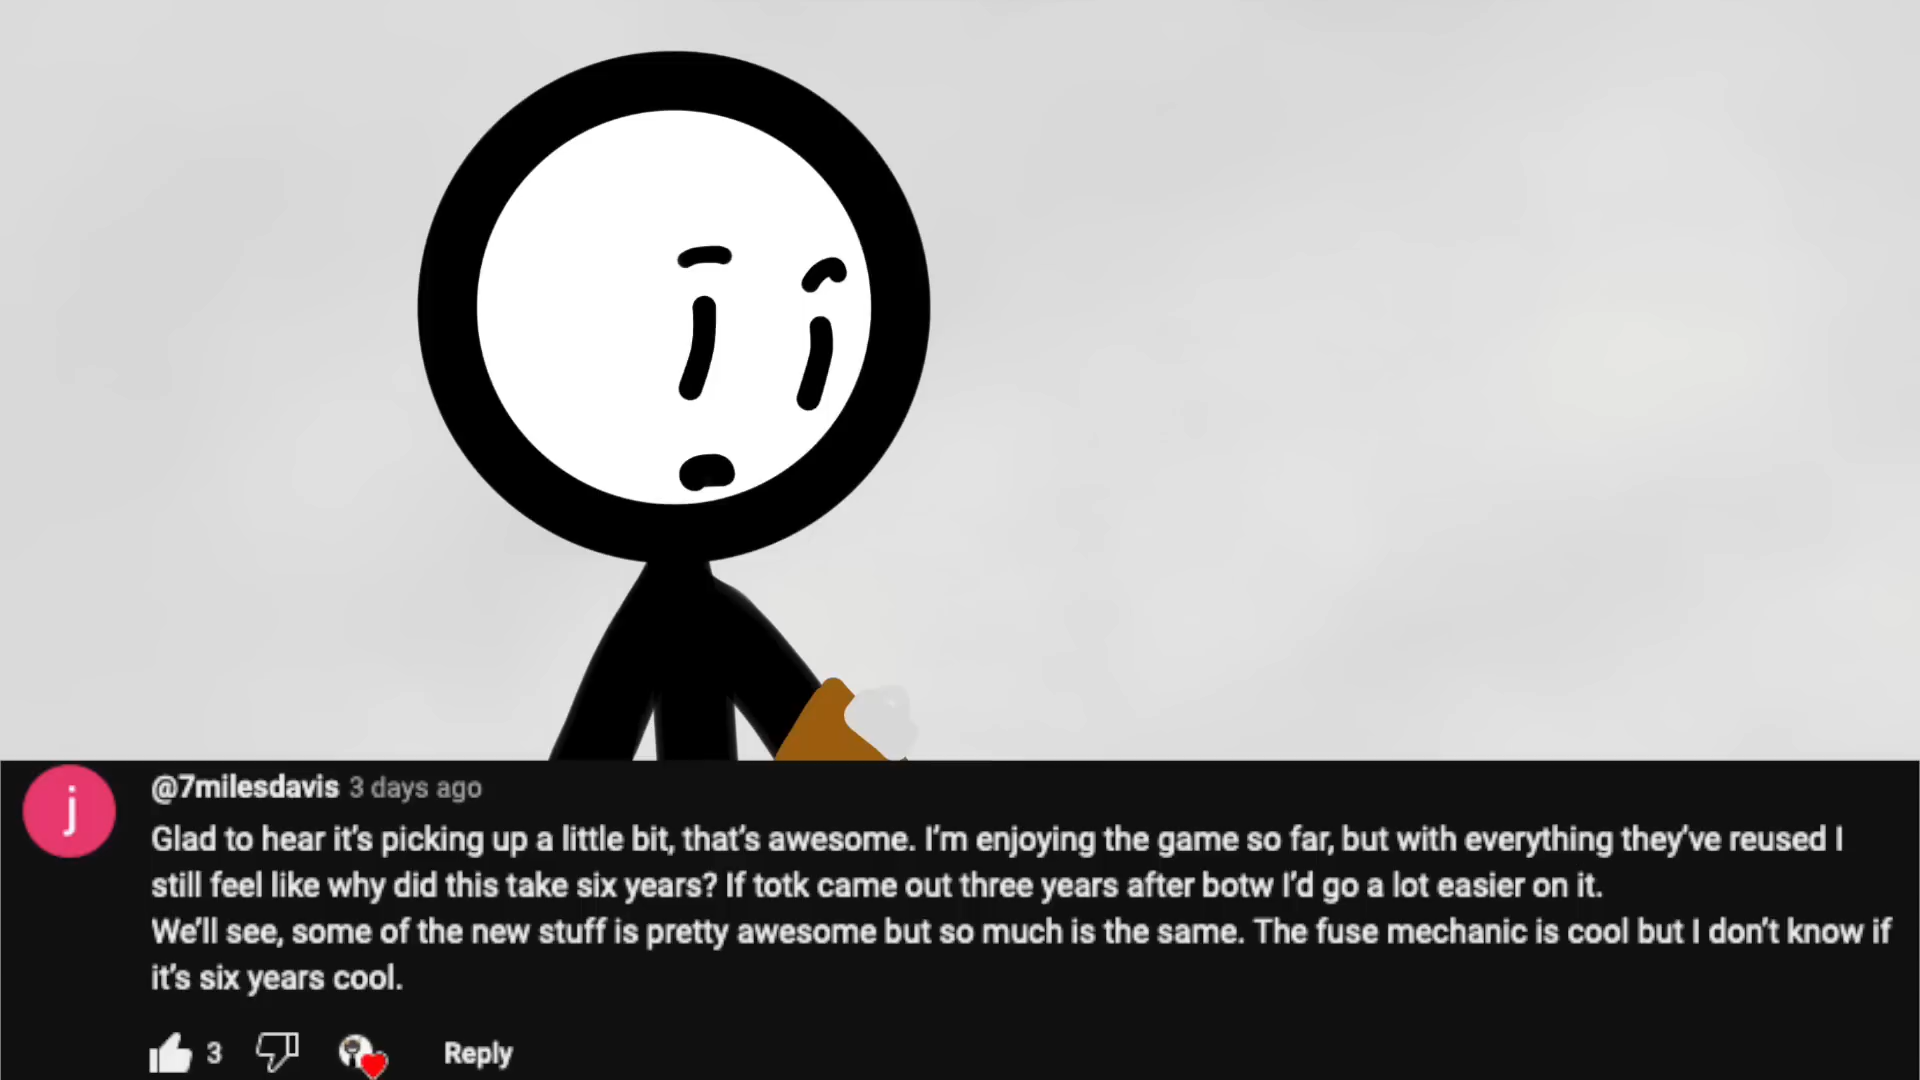 j
@7milesdavis 3 days ago
Glad to hear it’s picking up a little bit, that’s awesome. I’m enjoying the game so far, but with everything they’ve reused I
still feel like why did this take six years? If totk came out three years after botw I’d go a lot easier on it.
We’ll see, some of the new stuff is pretty awesome but so much is the same. The fuse mechanic is cool but I don’t know if
it’s six years cool.
3 Reply